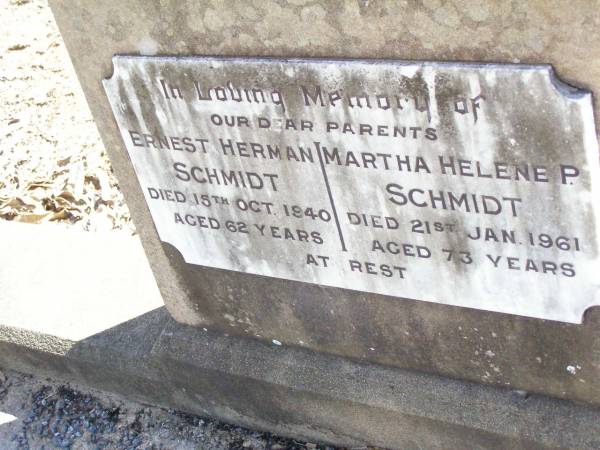 In Loving Memory of
OUR DEAR PARENTS
ERNEST HERMAN
SCHMIDT
DIED 15TH OCT. 1940
AGED 62 YEARS
MARTHA HELENE P.
SCHMIDT
DIED 21ST JAN. 1961
AGED 73 YEARS
AT REST